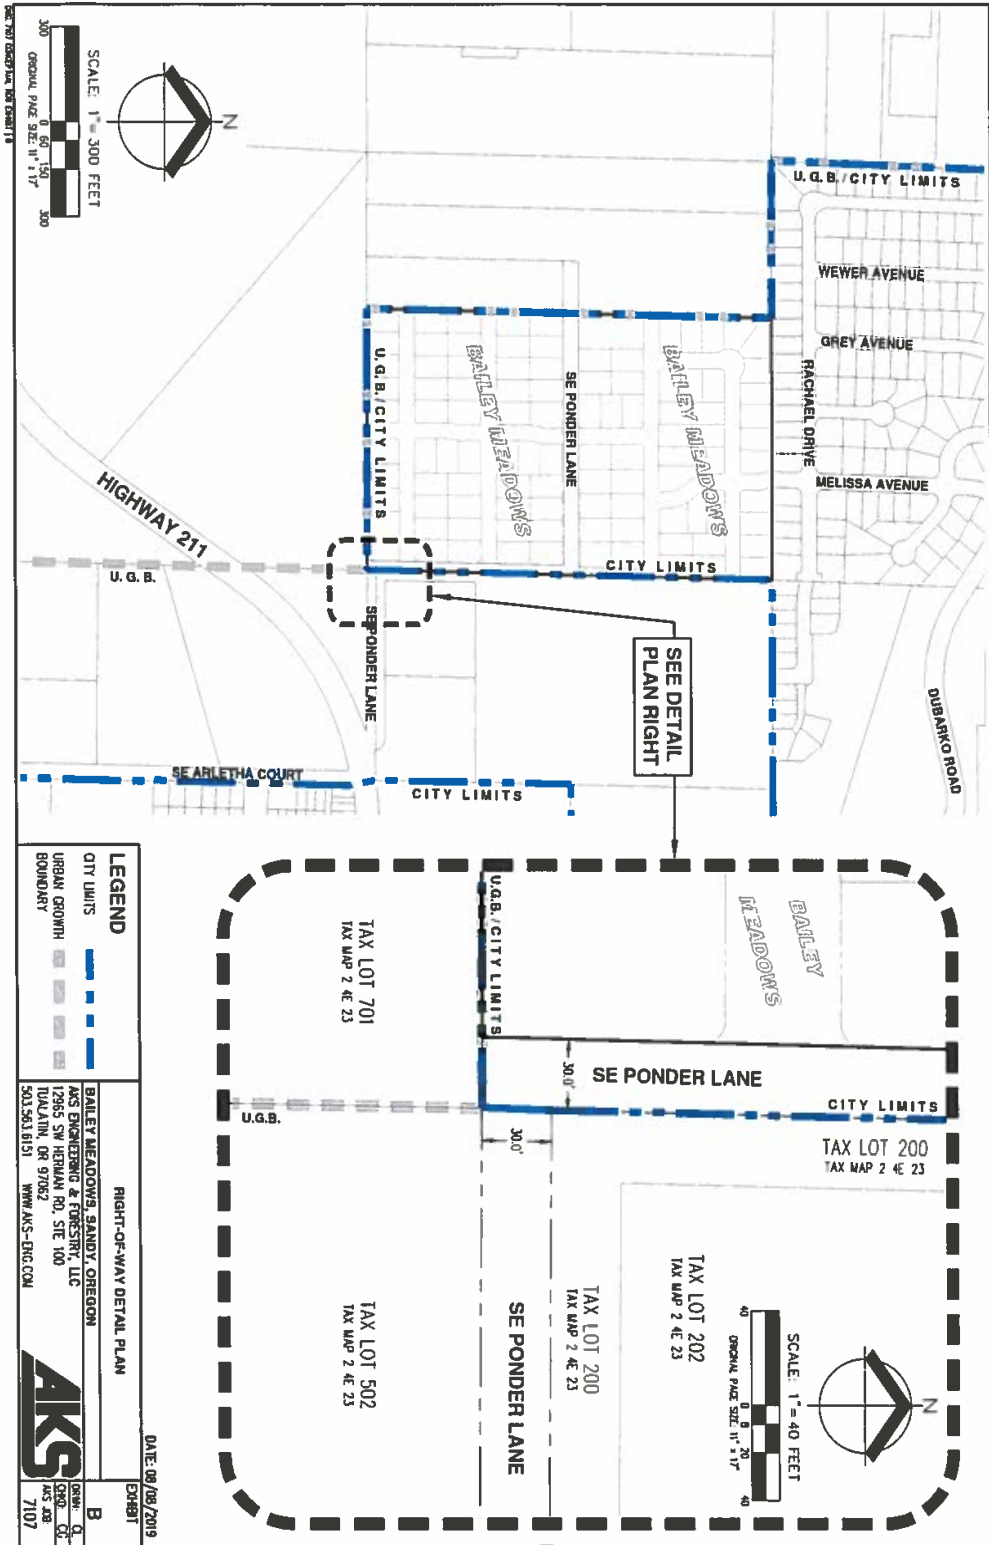 N
SCALE: 1" = 300 FEET
300 0 60 150 300
ORIGINAL PAGE SIZE: 11" x 17"
U.G.B./CITY LIMITS
WEWER AVENUE
GREY AVENUE
RACHAEL DRIVE
MELISSA AVENUE
DUBARKO ROAD
BAILEY MEADOWS
SE PONDER LANE
BAILEY MEADOWS
U.G.B./CITY LIMITS
CITY LIMITS
HIGHWAY 211
U.G.B.
SE PONDER LANE
SEE DETAIL
PLAN RIGHT
SE ARLETHA COURT
CITY LIMITS
BAILEY
MEADOWS
U.G.B./CITY LIMITS
SE PONDER LANE
30.0'
CITY LIMITS
TAX LOT 701
TAX MAP 2 4E 23
U.G.B.
30.0'
TAX LOT 200
TAX MAP 2 4E 23
TAX LOT 202
TAX MAP 2 4E 23
TAX LOT 200
TAX MAP 2 4E 23
SE PONDER LANE
TAX LOT 502
TAX MAP 2 4E 23
N
SCALE: 1" = 40 FEET
40 0 8 20 40
ORIGINAL PAGE SIZE: 11" x 17"
LEGEND
CITY LIMITS
URBAN GROWTH
BOUNDARY
DATE: 08/08/2019
RIGHT-OF-WAY DETAIL PLAN
EXHIBIT
B
BAILEY MEADOWS, SANDY, OREGON
AKS ENGINEERING & FORESTRY, LLC
12965 SW HERMAN RD, STE 100
TUALATIN, OR 97062
503.563.6151 WWW.AKS-ENG.COM
AKS
DRWN: CL
CHKD: CG
AKS JOB:
7107